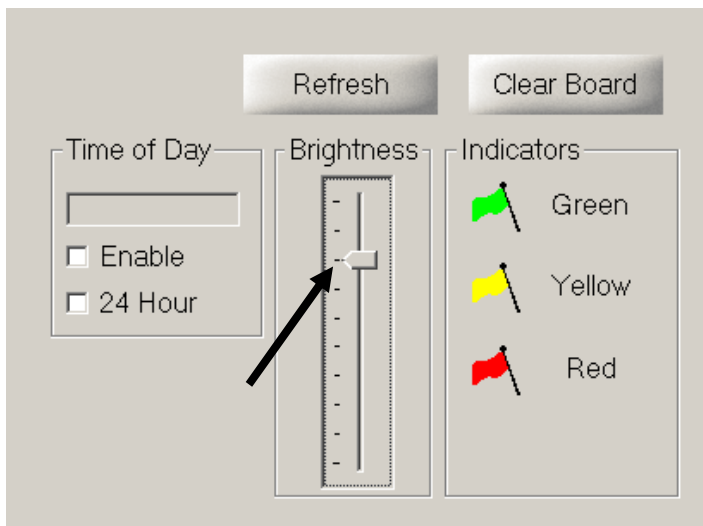 Refresh
Clear Board
Time of Day
Brightness
Indicators
Enable
24 Hour
Green
Yellow
Red